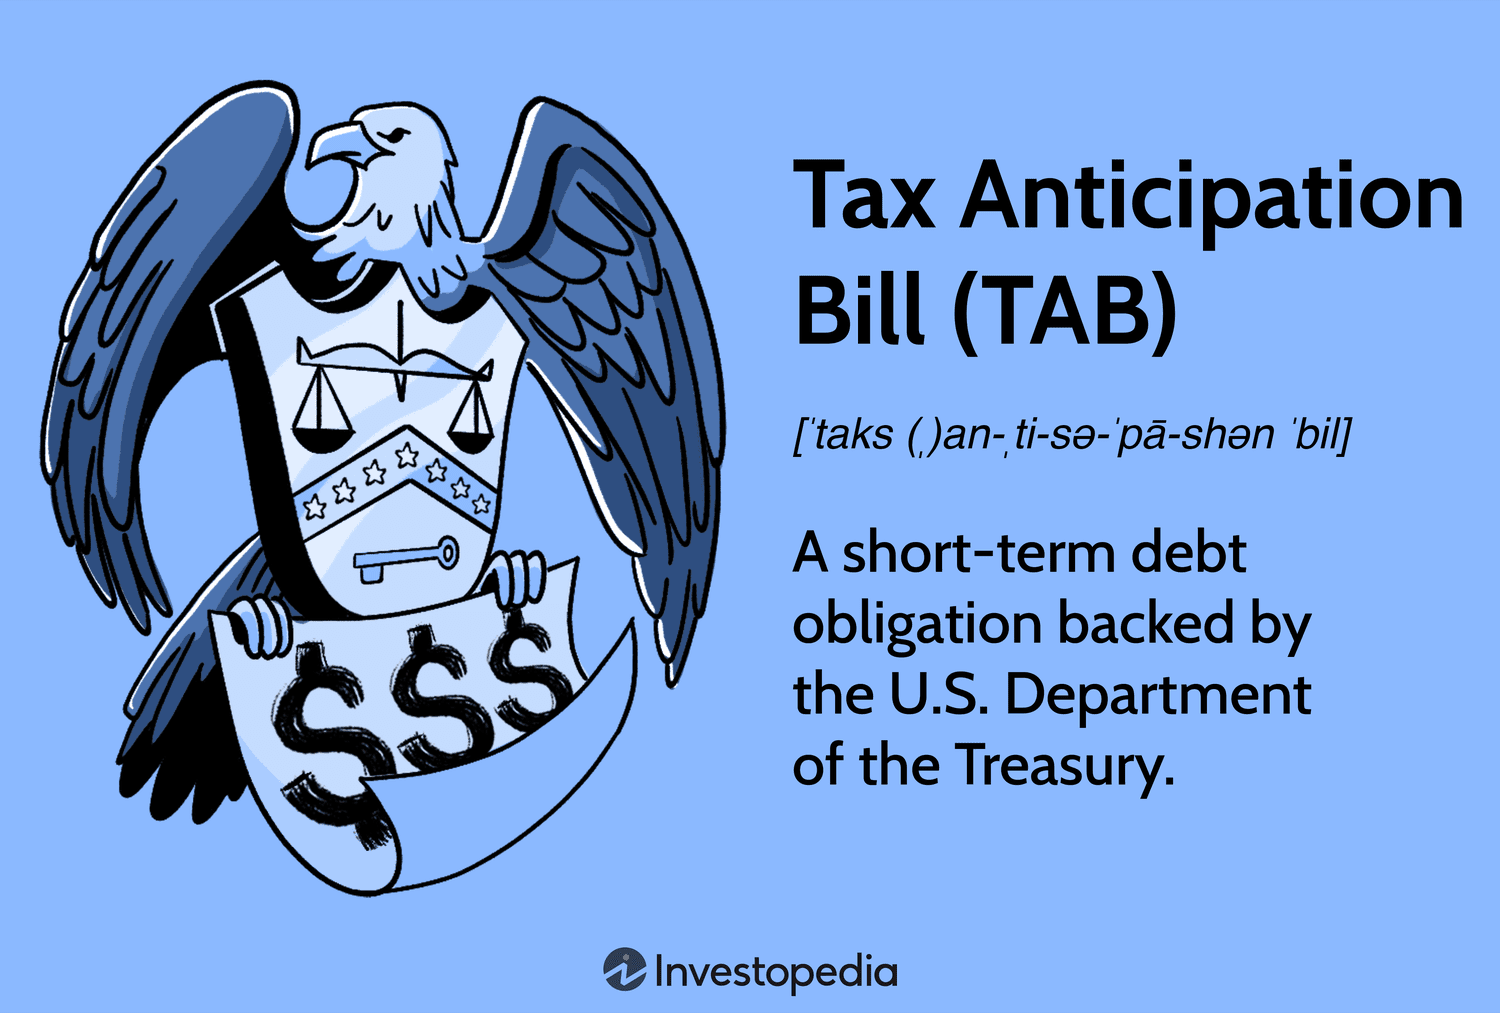 Tax Anticipation
Bill (TAB)
[ˈtaks (ˌ)an-ˌti-sə-ˈpā-shən ˈbil]
A short-term debt
obligation backed by
the U.S. Department
of the Treasury.
$ $ $
Investopedia